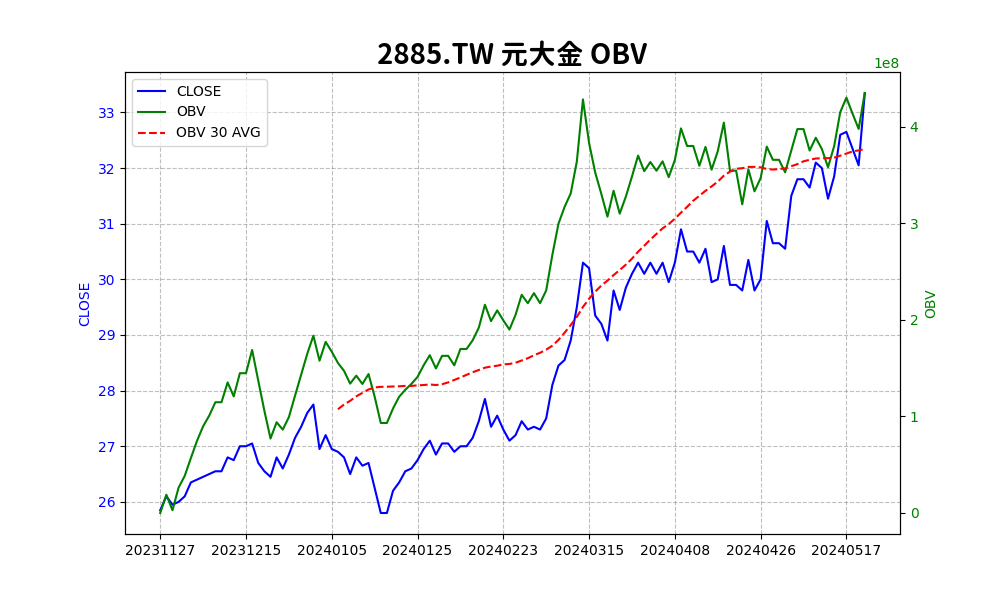 2885.TW 元大金 OBV
1e8
CLOSE
OBV
OBV 30 AVG
33
32
31
30
29
28
27
26
CLOSE
4
3
2
1
0
OBV
20231127 20231215 20240105 20240125 20240223 20240315 20240408 20240426 20240517